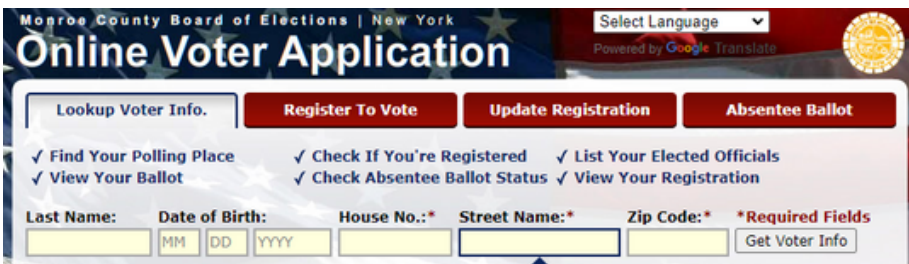 Monroe County Board of Elections | New York
Online Voter Application
Select Language
Powered by Google Translate
Lookup Voter Info. Register To Vote Update Registration Absentee Ballot
✓ Find Your Polling Place ✓ Check If You're Registered ✓ List Your Elected Officials
✓ View Your Ballot ✓ Check Absentee Ballot Status ✓ View Your Registration
Last Name: Date of Birth: House No.:* Street Name:* Zip Code:* *Required Fields
MM DD YYYY Get Voter Info